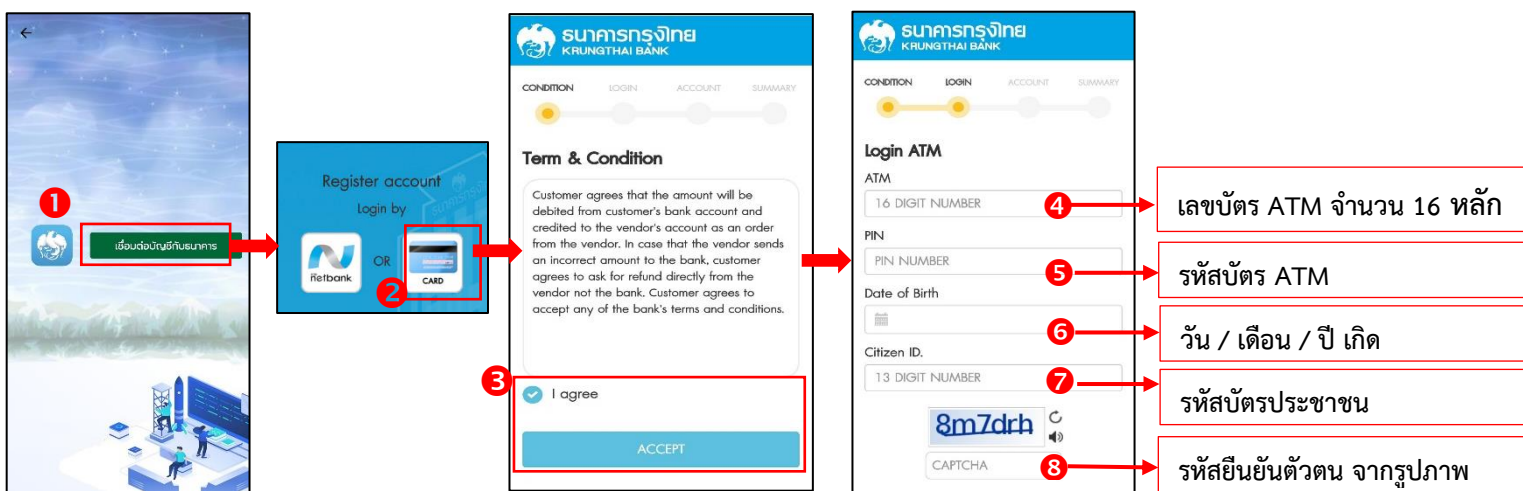 ←
1
เชื่อมต่อบัญชีกับธนาคาร
Register account
Login by
netbank
OR
CARD
2
ธนาคารกรุงไทย
KRUNGTHAI BANK
CONDITION LOGIN ACCOUNT SUMMARY
Term & Condition
Customer agrees that the amount will be
debited from customer's bank account and
credited to the vendor's account as an order
from the vendor. In case that the vendor sends
an incorrect amount to the bank, customer
agrees to ask for refund directly from the
vendor not the bank. Customer agrees to
accept any of the bank's terms and conditions.
3
I agree
ACCEPT
ธนาคารกรุงไทย
KRUNGTHAI BANK
CONDITION LOGIN ACCOUNT SUMMARY
Login ATM
ATM
16 DIGIT NUMBER 4
เลขบัตร ATM จำนวน 16 หลัก
PIN
PIN NUMBER 5
รหัสบัตร ATM
Date of Birth
6
วัน / เดือน / ปี เกิด
Citizen ID.
13 DIGIT NUMBER 7
รหัสบัตรประชาชน
8m7drh
CAPTCHA 8
รหัสยืนยันตัวตน จากรูปภาพ